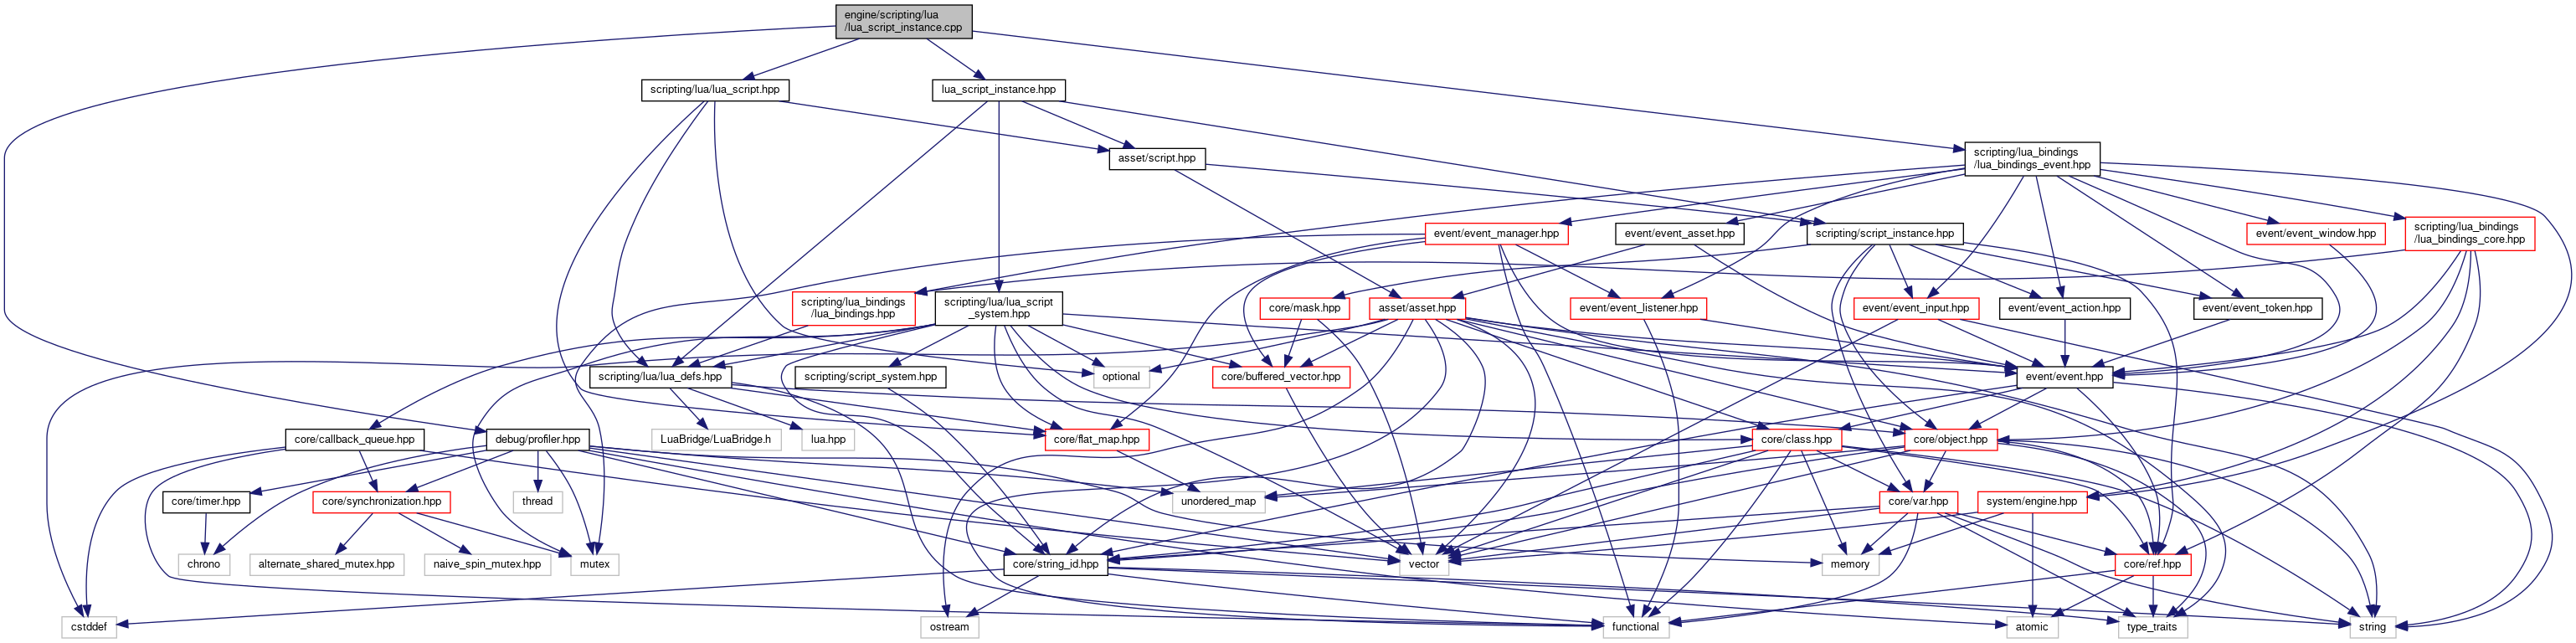 engine/scripting/lua
/lua_script_instance.cpp
scripting/lua/lua_script.hpp
lua_script_instance.hpp
asset/script.hpp
scripting/lua_bindings
/lua_bindings_event.hpp
event/event_manager.hpp
event/event_asset.hpp
scripting/script_instance.hpp
event/event_window.hpp
scripting/lua_bindings
/lua_bindings_core.hpp
scripting/lua_bindings
/lua_bindings.hpp
scripting/lua/lua_script
_system.hpp
core/mask.hpp
asset/asset.hpp
event/event_listener.hpp
event/event_input.hpp
event/event_action.hpp
event/event_token.hpp
scripting/lua/lua_defs.hpp
scripting/script_system.hpp
optional
core/buffered_vector.hpp
event/event.hpp
core/callback_queue.hpp
debug/profiler.hpp
LuaBridge/LuaBridge.h
lua.hpp
core/flat_map.hpp
core/class.hpp
core/object.hpp
core/timer.hpp
core/synchronization.hpp
thread
unordered_map
core/var.hpp
system/engine.hpp
chrono
alternate_shared_mutex.hpp
naive_spin_mutex.hpp
mutex
core/string_id.hpp
vector
memory
core/ref.hpp
cstddef
ostream
functional
atomic
type_traits
string